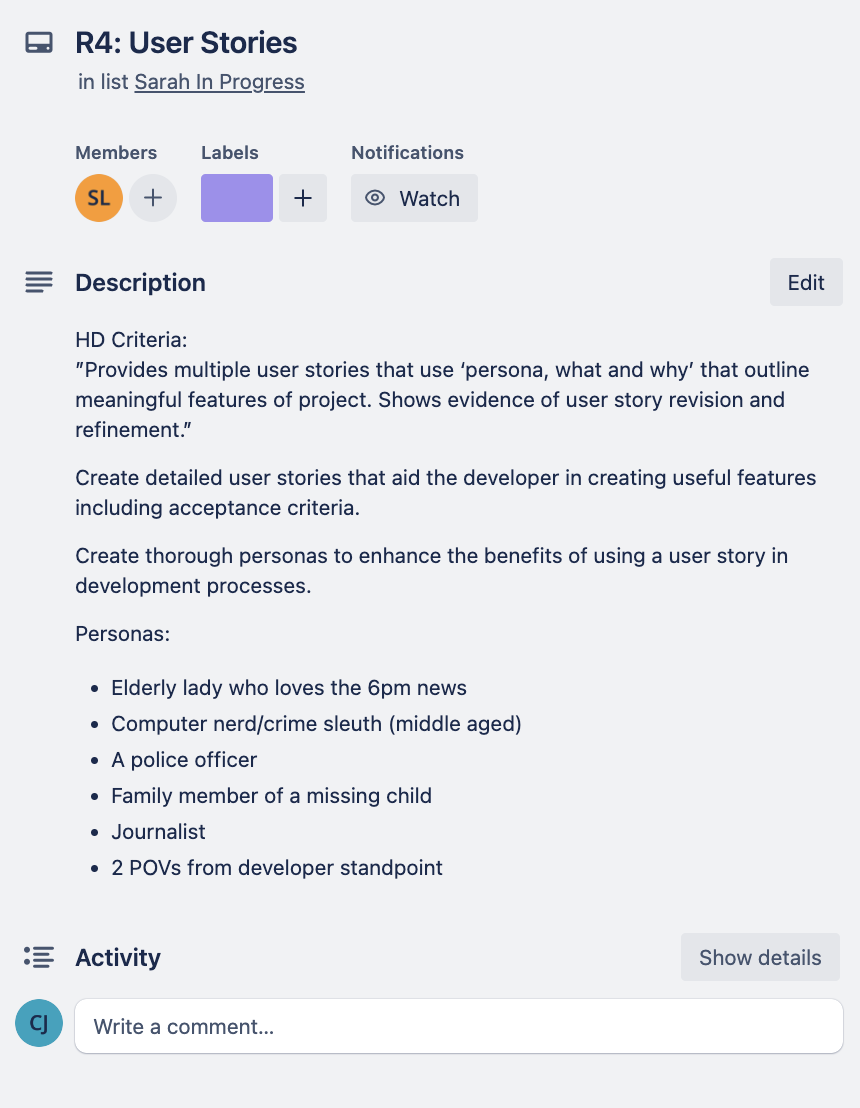 R4: User Stories
in list Sarah In Progress
Members Labels Notifications
SL + + Watch
Description Edit
HD Criteria:
”Provides multiple user stories that use ‘persona, what and why’ that outline
meaningful features of project. Shows evidence of user story revision and
refinement.”
Create detailed user stories that aid the developer in creating useful features
including acceptance criteria.
Create thorough personas to enhance the benefits of using a user story in
development processes.
Personas:
• Elderly lady who loves the 6pm news
• Computer nerd/crime sleuth (middle aged)
• A police officer
• Family member of a missing child
• Journalist
• 2 POVs from developer standpoint
Activity Show details
CJ Write a comment...